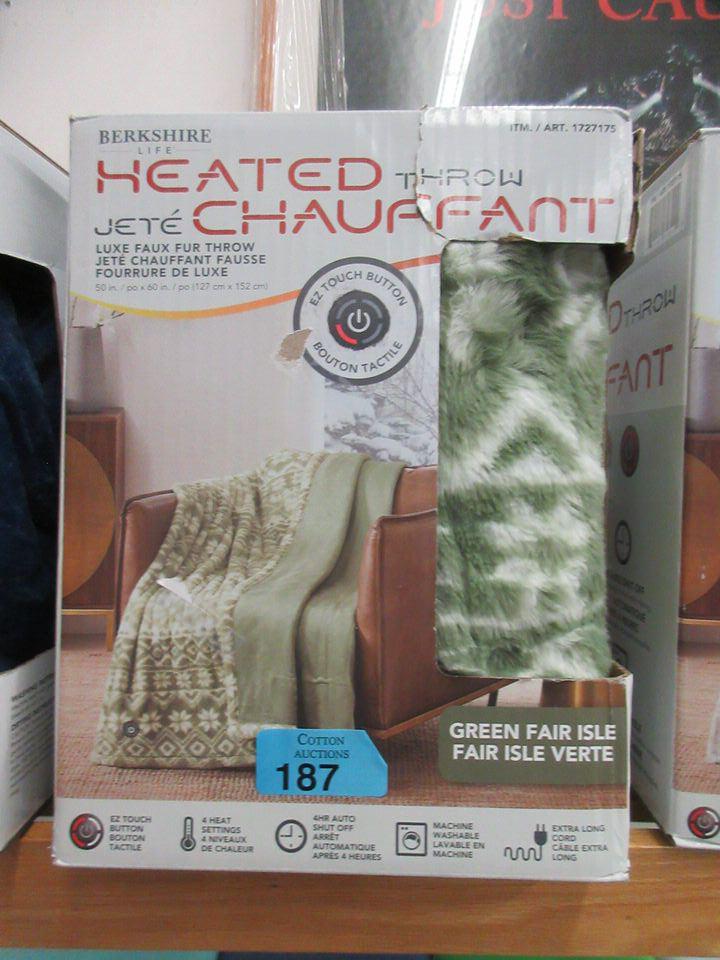 JUST CAU
BERKSHIRE
LIFE
ITM. / ART. 1727175
HEATED THROW
JETÉ CHAUFFANT
LUXE FAUX FUR THROW
JETÉ CHAUFFANT FAUSSE
FOURRURE DE LUXE
50 in. / po x 60 in. / po (127 cm x 152 cm)
EZ TOUCH BUTTON
BOUTON TACTILE
THROW
FANT
GREEN FAIR ISLE
FAIR ISLE VERTE
COTTON
AUCTIONS
187
EZ TOUCH
BUTTON
BOUTON
TACTILE
4 HEAT
SETTINGS
4 NIVEAUX
DE CHALEUR
4HR AUTO
SHUT OFF
ARRÊT
AUTOMATIQUE
APRÈS 4 HEURES
MACHINE
WASHABLE
LAVABLE EN
MACHINE
EXTRA LONG
CORD
CÂBLE EXTRA
LONG